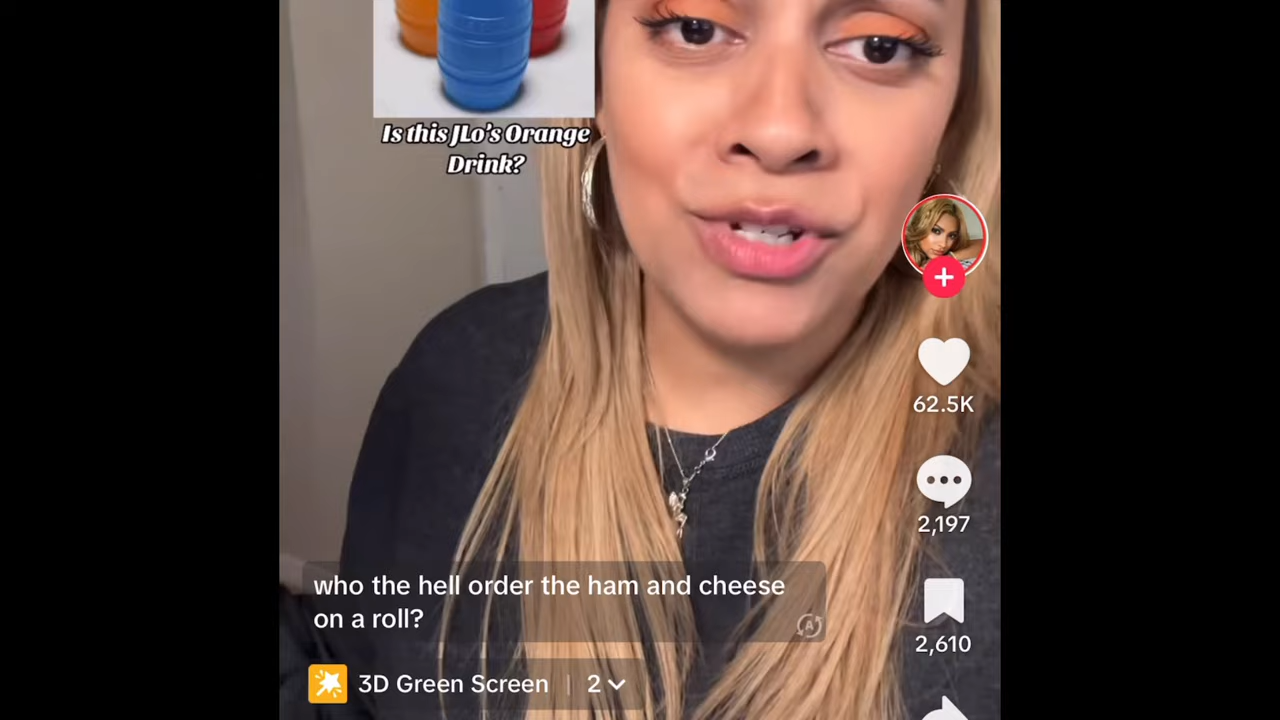 Is this JLo's Orange
Drink?
62.5K
2,197
who the hell order the ham and cheese
on a roll?
2,610
3D Green Screen | 2